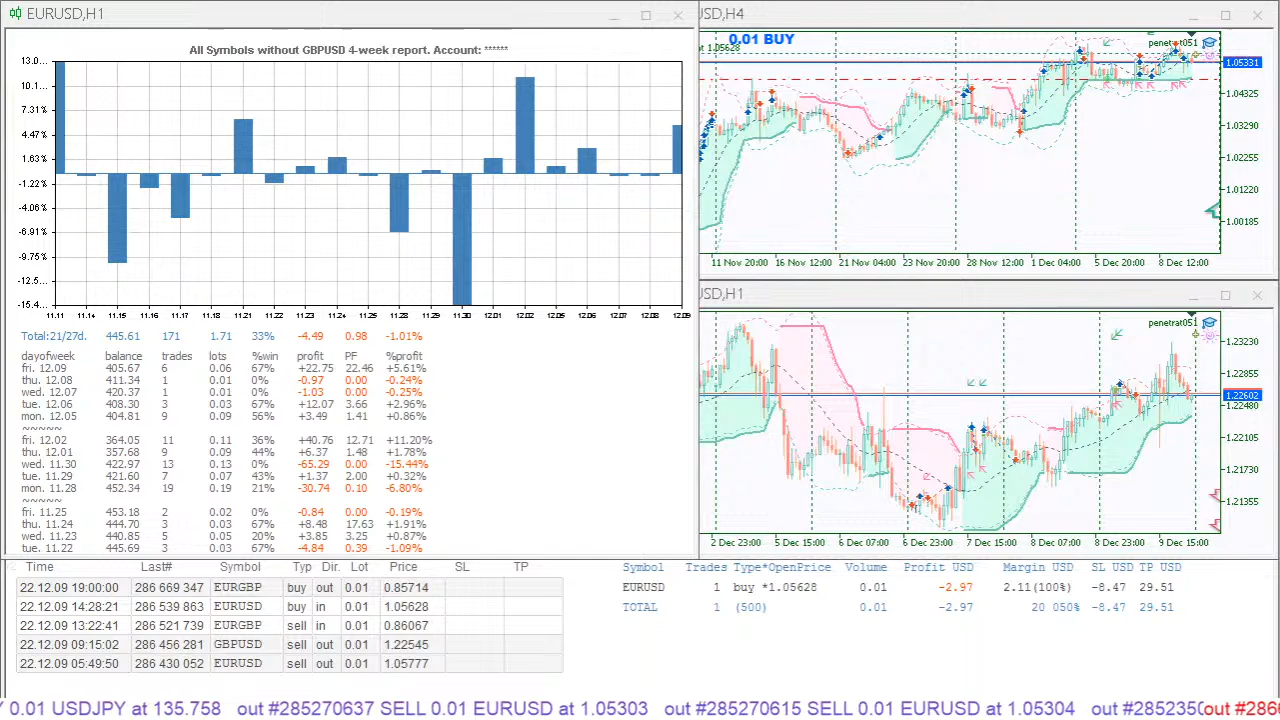 EURUSD,H1
All Symbols without GBPUSD 4-week report. Account: ******
13.0...
10.1...
7.31%
4.47%
1.63%
-1.22%
-4.06%
-6.91%
-9.75%
-12.5...
11.11 11.14 11.15 11.16 11.17 11.18 11.21 11.22 11.23 11.24 11.25 11.28 11.29 11.30 12.01 12.02 12.05 12.06 12.07 12.08 12.09
Total:21/27d. 445.61 171 1.71 33% -4.49 0.98 -1.01%
dayofweek balance trades lots %win profit PF %profit
fri. 12.09 405.67 6 0.06 67% +22.75 22.46 +5.61%
thu. 12.08 411.34 1 0.01 0% -0.97 0.00 -0.24%
wed. 12.07 420.37 1 0.01 0% -1.03 0.00 -0.25%
tue. 12.06 408.30 3 0.03 67% +12.07 3.66 +2.96%
mon. 12.05 404.81 9 0.09 56% +3.49 1.41 +0.86%
~~~~~
fri. 12.02 364.05 11 0.11 36% +40.76 12.71 +11.20%
thu. 12.01 357.68 9 0.09 44% +6.37 1.48 +1.78%
wed. 11.30 422.97 13 0.13 0% -65.29 0.00 -15.44%
tue. 11.29 421.60 7 0.07 43% +1.37 2.00 +0.32%
mon. 11.28 452.34 19 0.19 21% -30.74 0.10 -6.80%
~~~~~
fri. 11.25 453.18 2 0.02 0% -0.84 0.00 -0.19%
thu. 11.24 444.70 3 0.03 67% +8.48 17.63 +1.91%
wed. 11.23 440.85 5 0.05 20% +3.85 3.25 +0.87%
tue. 11.22 445.69 3 0.03 67% -4.84 0.39 -1.09%
USD,H4
0.01 BUY
at 1.05628
penetrat051
1.05331
1.04325
1.03290
1.02255
1.01220
1.00185
11 Nov 20:00 16 Nov 12:00 21 Nov 04:00 23 Nov 20:00 28 Nov 12:00 1 Dec 04:00 5 Dec 20:00 8 Dec 12:00
USD,H1
penetrat051
1.23230
1.22855
1.22602
1.22480
1.22105
1.21730
1.21355
2 Dec 23:00 5 Dec 15:00 6 Dec 07:00 6 Dec 23:00 7 Dec 15:00 8 Dec 07:00 8 Dec 23:00 9 Dec 15:00
Time Last# Symbol Typ Dir. Lot Price SL TP
22.12.09 19:00:00 286 669 347 EURGBP buy out 0.01 0.85714
22.12.09 14:28:21 286 539 863 EURUSD buy in 0.01 1.05628
22.12.09 13:22:41 286 521 739 EURGBP sell in 0.01 0.86067
22.12.09 09:15:02 286 456 281 GBPUSD sell out 0.01 1.22545
22.12.09 05:49:50 286 430 052 EURUSD sell out 0.01 1.05777
Symbol Trades Type*OpenPrice Volume Profit USD Margin USD SL USD TP USD
EURUSD 1 buy *1.05628 0.01 -2.97 2.11(100%) -8.47 29.51
TOTAL 1 (500) 0.01 -2.97 20 050% -8.47 29.51
Y 0.01 USDJPY at 135.758 out #285270637 SELL 0.01 EURUSD at 1.05303 out #285270615 SELL 0.01 EURUSD at 1.05304 out #285235 out #286